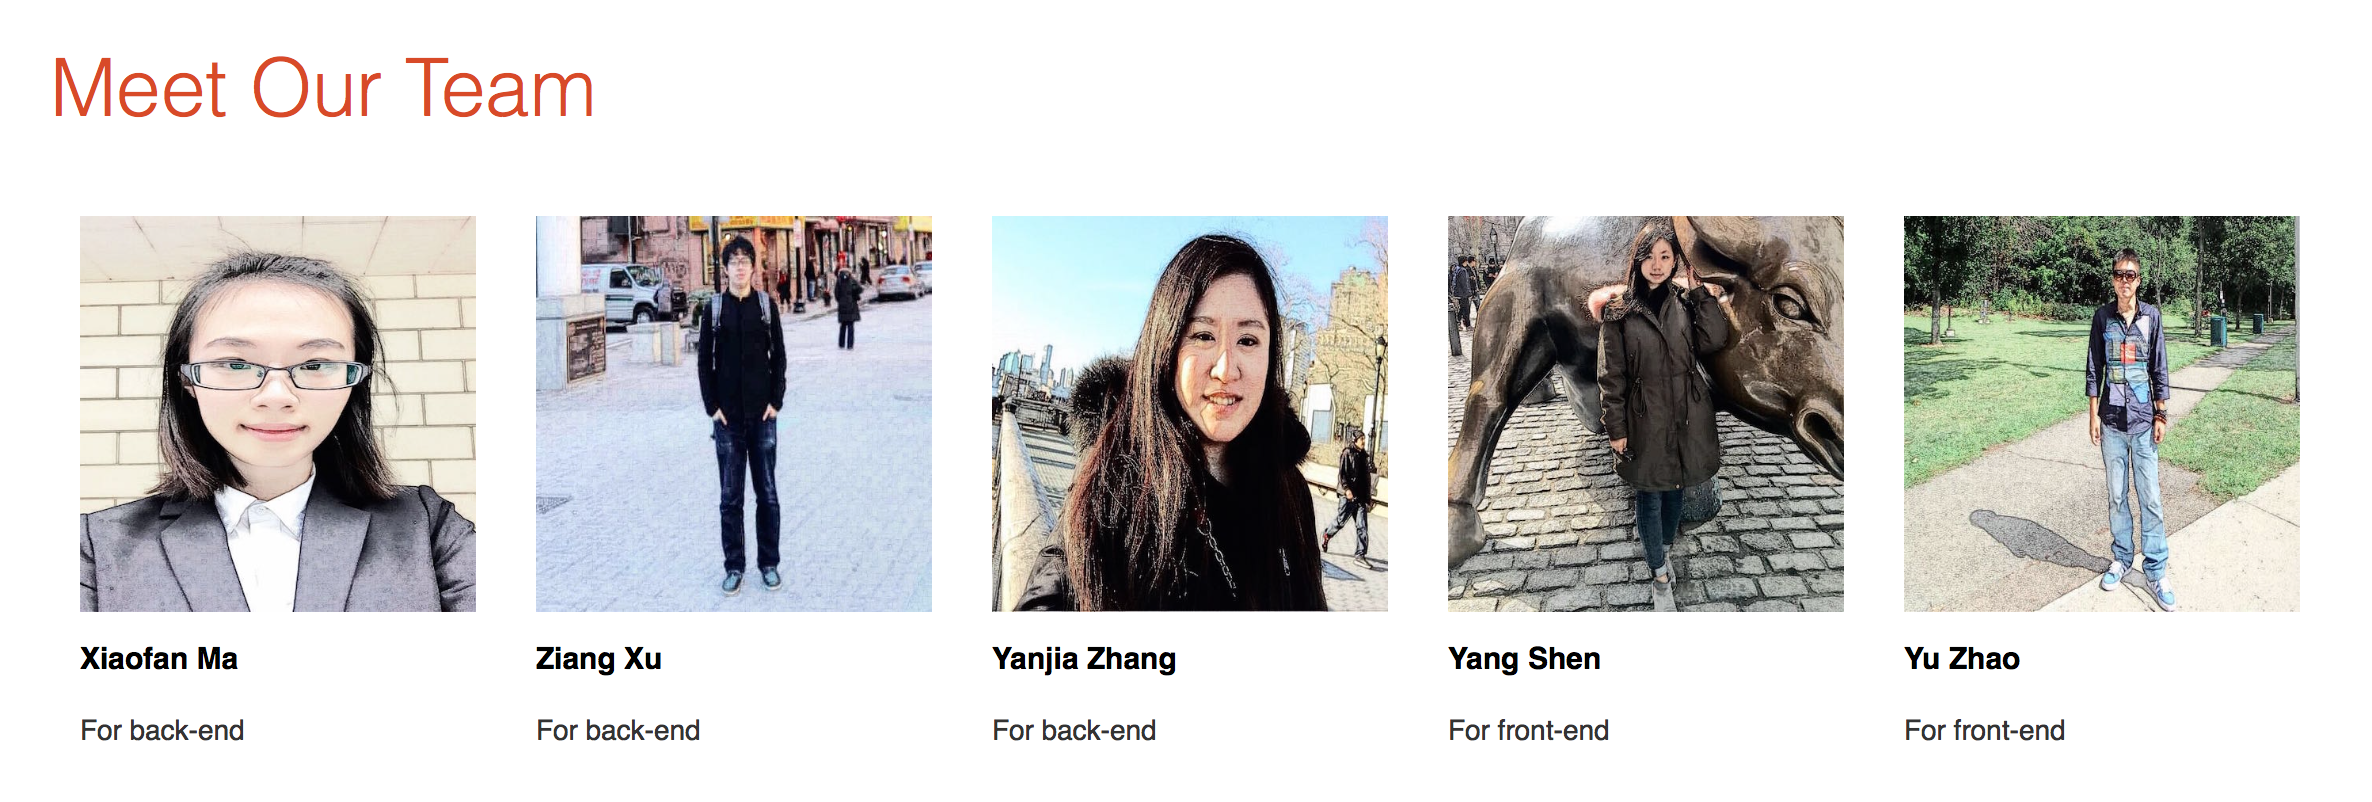 Meet Our Team
Xiaofan Ma
Ziang Xu
Yanjia Zhang
Yang Shen
Yu Zhao
For back-end
For back-end
For back-end
For front-end
For front-end